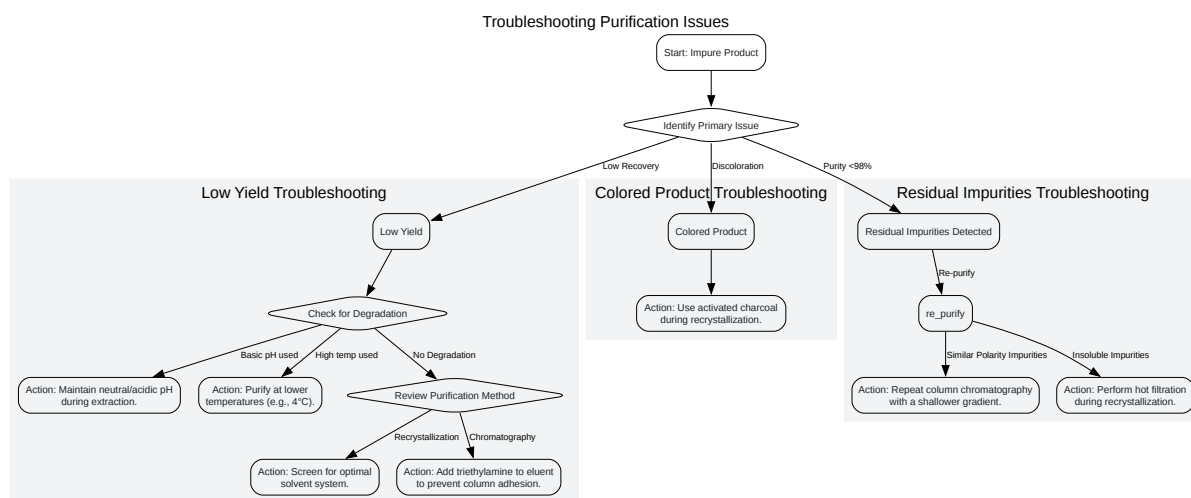 Troubleshooting Purification Issues
Start: Impure Product
Identify Primary Issue
Low Recovery
Discoloration
Purity <98%
Low Yield Troubleshooting
Colored Product Troubleshooting
Residual Impurities Troubleshooting
Low Yield
Colored Product
Residual Impurities Detected
Re-purify
Check for Degradation
Action: Use activated charcoal
during recrystallization.
re_purify
Basic pH used
High temp used
No Degradation
Similar Polarity Impurities
Insoluble Impurities
Action: Maintain neutral/acidic pH
during extraction.
Action: Purify at lower
temperatures (e.g., 4°C).
Review Purification Method
Action: Repeat column chromatography
with a shallower gradient.
Action: Perform hot filtration
during recrystallization.
Recrystallization
Chromatography
Action: Screen for optimal
solvent system.
Action: Add triethylamine to eluent
to prevent column adhesion.